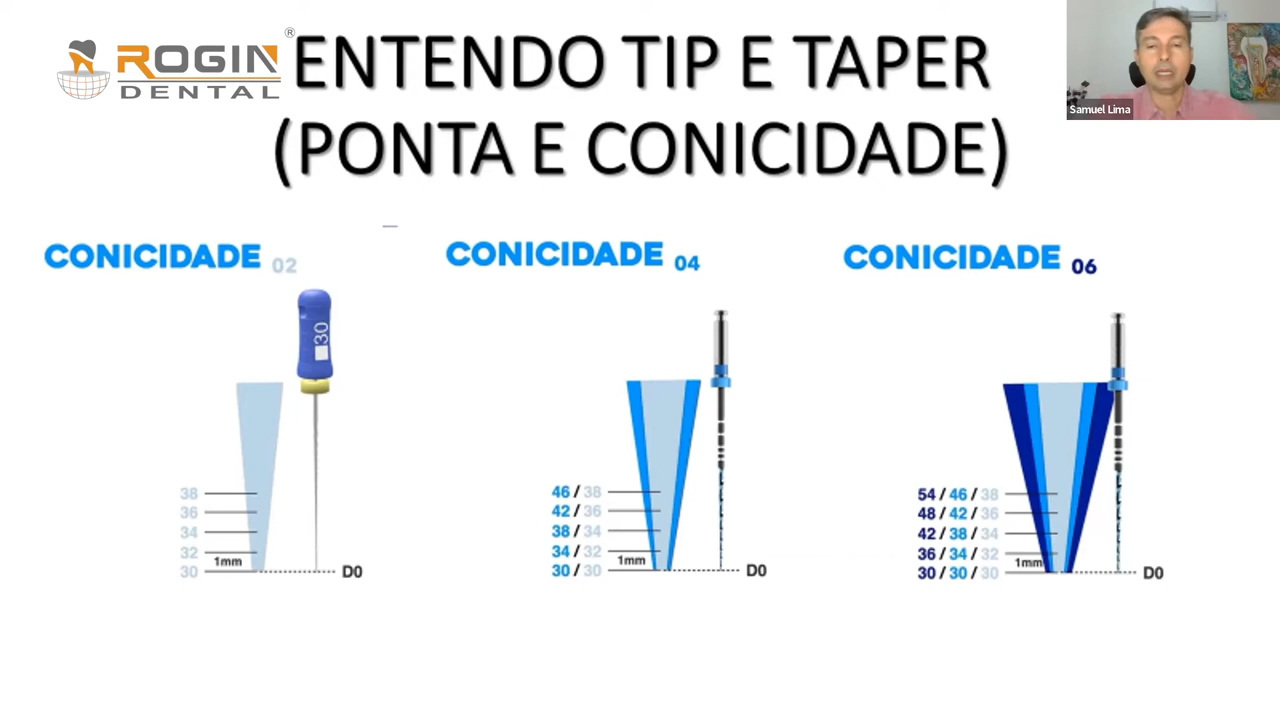 ROGIN®
DENTAL
ENTENDO TIP E TAPER
(PONTA E CONICIDADE)
Samuel Lima
CONICIDADE 02
30
38
36
34
32
1mm
30
D0
CONICIDADE 04
46 / 38
42 / 36
38 / 34
34 / 32
1mm
30 / 30
D0
CONICIDADE 06
54 / 46 / 38
48 / 42 / 36
42 / 38 / 34
36 / 34 / 32
1mm
30 / 30 / 30
D0